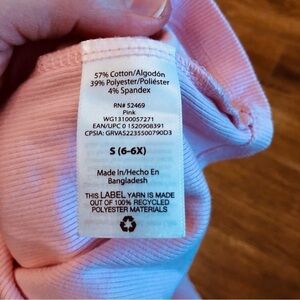 57% Cotton/Algodón
39% Polyester/Poliéster
4% Spandex
RN# 52469
Pink
WG13100057271
EAN/UPC 0 1520908391
CPSIA: GRVAS2235500790D3
S (6-6X)
Made In/Hecho En
Bangladesh
THIS LABEL YARN IS MADE
OUT OF 100% RECYCLED
POLYESTER MATERIALS